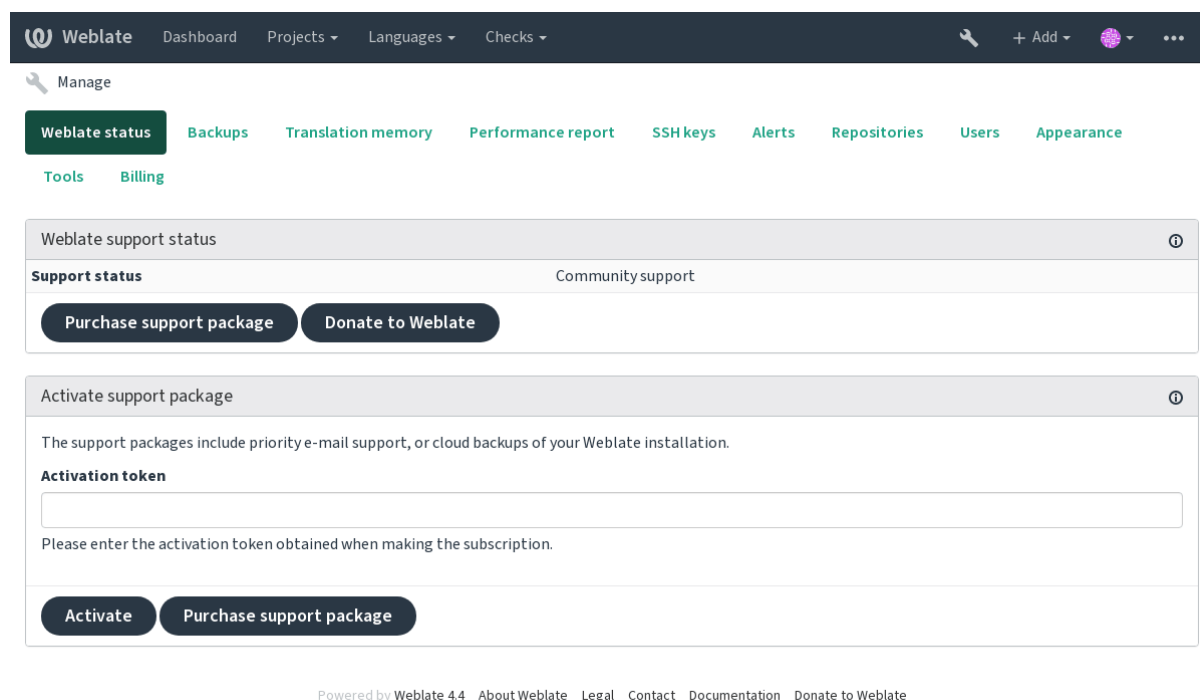 Weblate Dashboard Projects Languages Checks + Add
Manage
Weblate status Backups Translation memory Performance report SSH keys Alerts Repositories Users Appearance
Tools Billing
Weblate support status
Support status Community support
Purchase support package Donate to Weblate
Activate support package
The support packages include priority e-mail support, or cloud backups of your Weblate installation.
Activation token
Please enter the activation token obtained when making the subscription.
Activate Purchase support package
Powered by Weblate 4.4 About Weblate Legal Contact Documentation Donate to Weblate